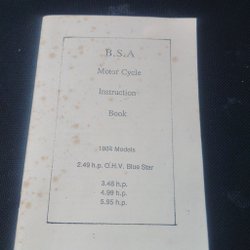 B.S.A
Motor Cycle
Instruction
Book
1934 Models
2.49 h.p. O.H.V. Blue Star
3.48 h.p.
4.99 h.p.
5.95 h.p.